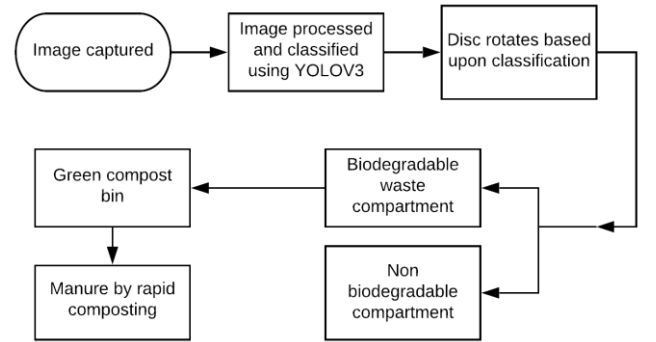 Image captured
Image processed
and classified
using YOLOV3
Disc rotates based
upon classification
Biodegradable
waste
compartment
Green compost
bin
Non
biodegradable
compartment
Manure by rapid
composting